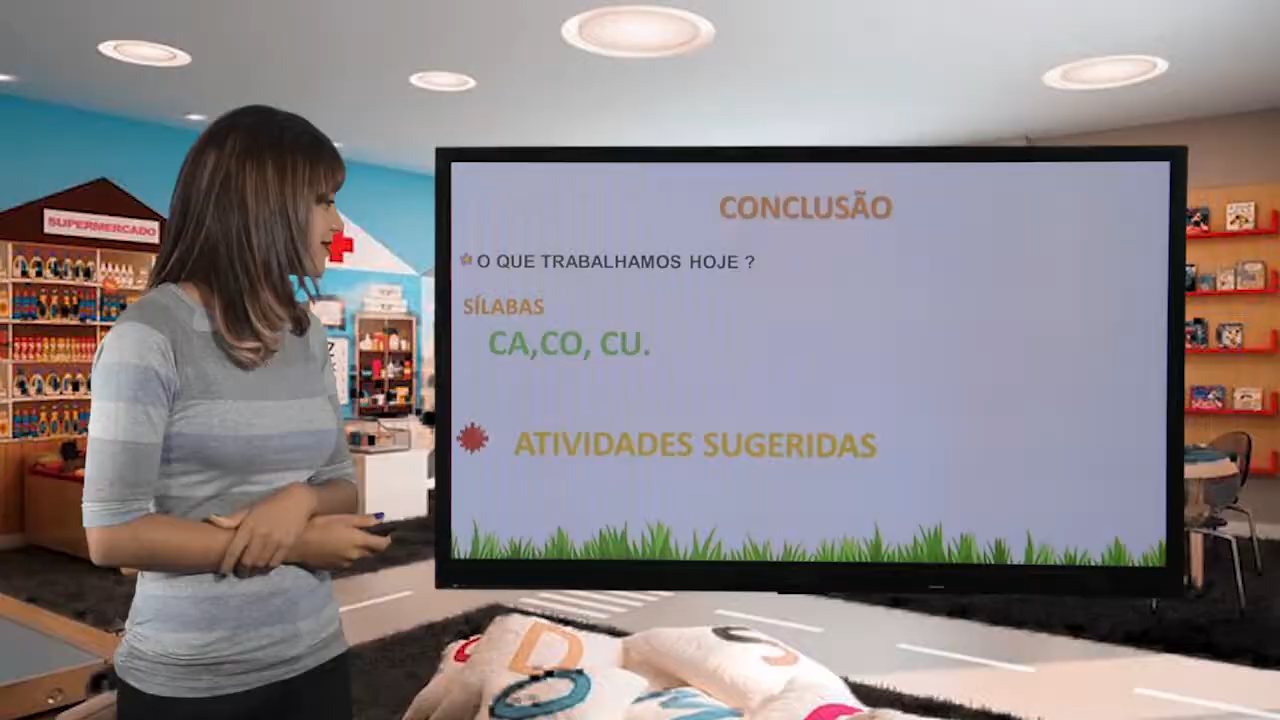 SUPERMERCADO
CONCLUSÃO
O QUE TRABALHAMOS HOJE ?
SÍLABAS
CA,CO, CU.
ATIVIDADES SUGERIDAS
D
S
O